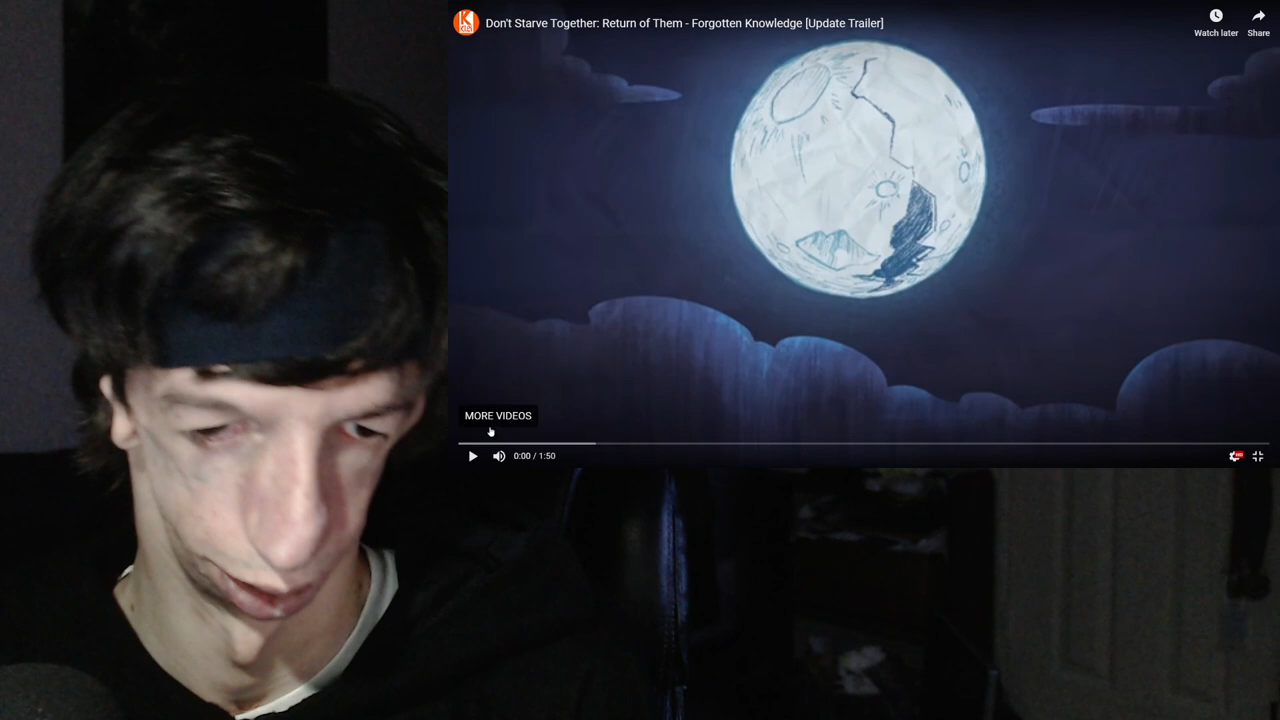 Don't Starve Together: Return of Them - Forgotten Knowledge [Update Trailer]
Watch later
Share
MORE VIDEOS
0:00 / 1:50